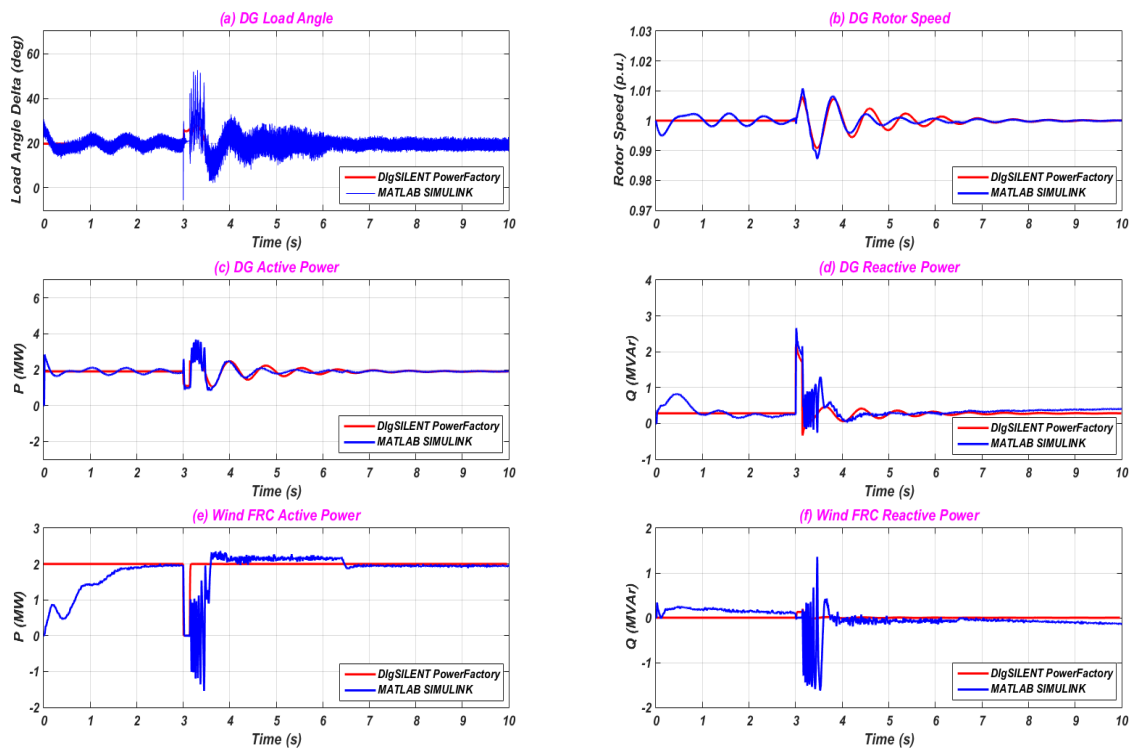 (a) DG Load Angle
Load Angle Delta (deg)
60
40
20
0
0 1 2 3 4 5 6 7 8 9 10
Time (s)
DIgSILENT PowerFactory
MATLAB SIMULINK
(b) DG Rotor Speed
Rotor Speed (p.u.)
1.03
1.02
1.01
1
0.99
0.98
0.97
0 1 2 3 4 5 6 7 8 9 10
Time (s)
DIgSILENT PowerFactory
MATLAB SIMULINK
(c) DG Active Power
P (MW)
6
4
2
0
-2
0 1 2 3 4 5 6 7 8 9 10
Time (s)
DIgSILENT PowerFactory
MATLAB SIMULINK
(d) DG Reactive Power
Q (MVAr)
4
3
2
1
0
-1
0 1 2 3 4 5 6 7 8 9 10
Time (s)
DIgSILENT PowerFactory
MATLAB SIMULINK
(e) Wind FRC Active Power
P (MW)
3
2
1
0
-1
-2
0 1 2 3 4 5 6 7 8 9 10
Time (s)
DIgSILENT PowerFactory
MATLAB SIMULINK
(f) Wind FRC Reactive Power
Q (MVAr)
2
1
0
-1
-2
0 1 2 3 4 5 6 7 8 9 10
Time (s)
DIgSILENT PowerFactory
MATLAB SIMULINK